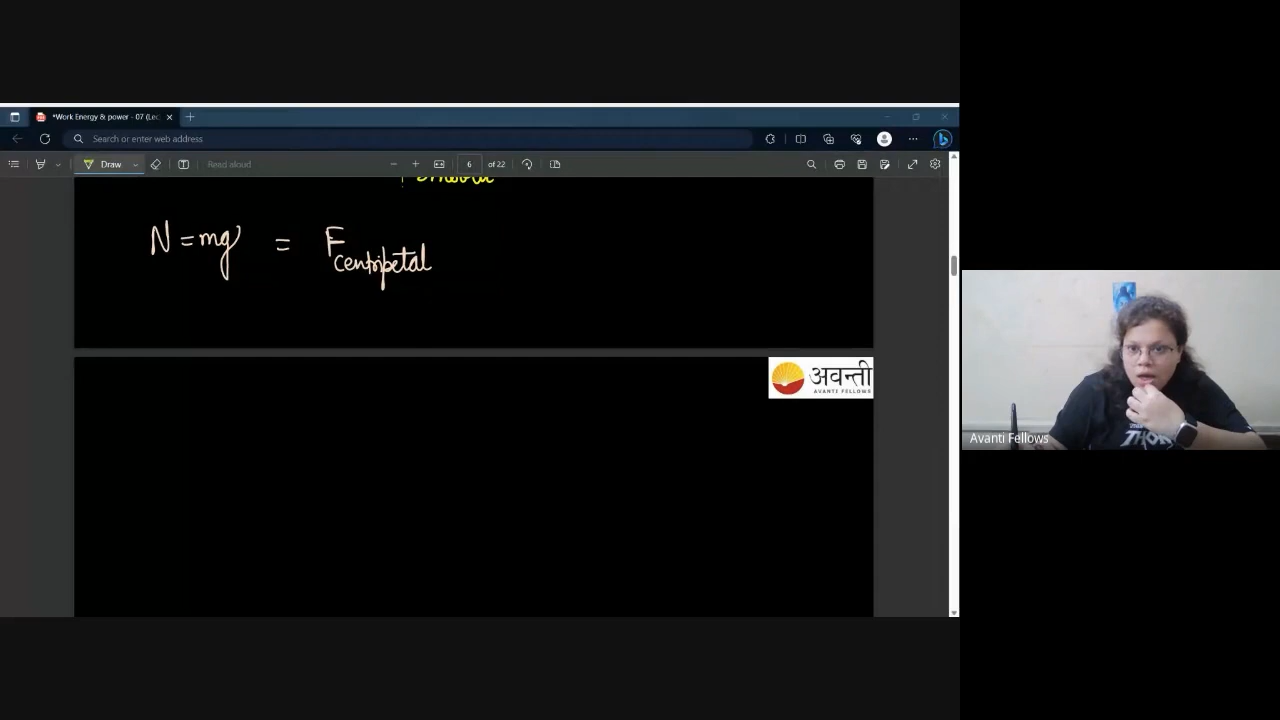 *Work Energy & power - 07 (Lec
Search or enter web address
Draw
Read aloud
6 of 22
N = mg = F centripetal
अवन्ती
AVANTI FELLOWS
THOR
Avanti Fellows